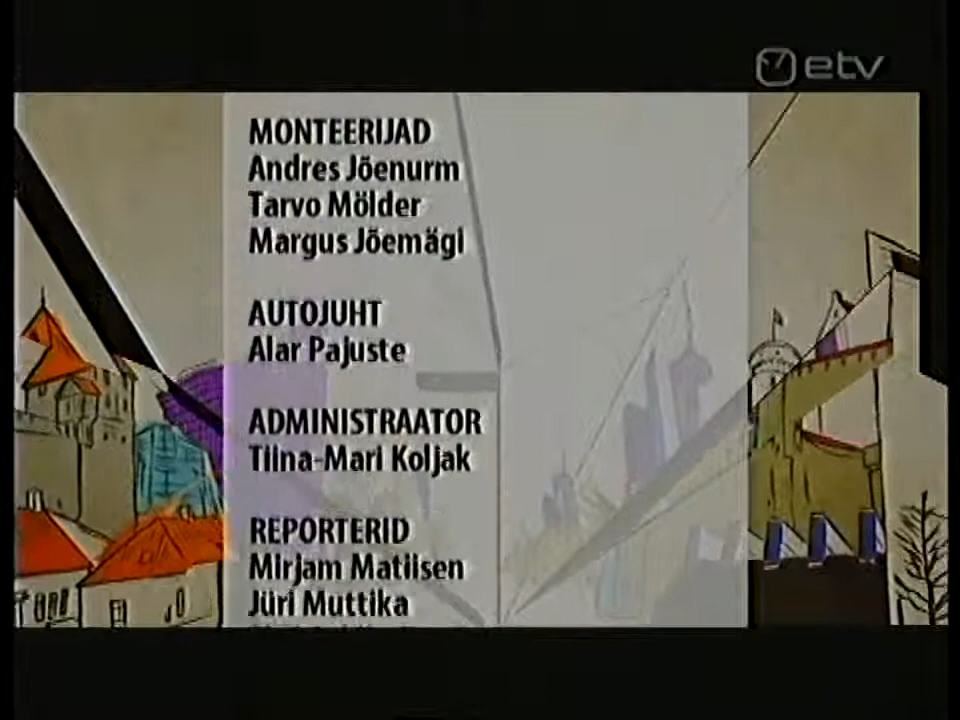 etv
MONTEERIJAD
Andres Jõenurm
Tarvo Mölder
Margus Jõemägi
AUTOJUHT
Alar Pajuste
ADMINISTRAATOR
Tiina-Mari Koljak
REPORTERID
Mirjam Matiisen
Jüri Muttika